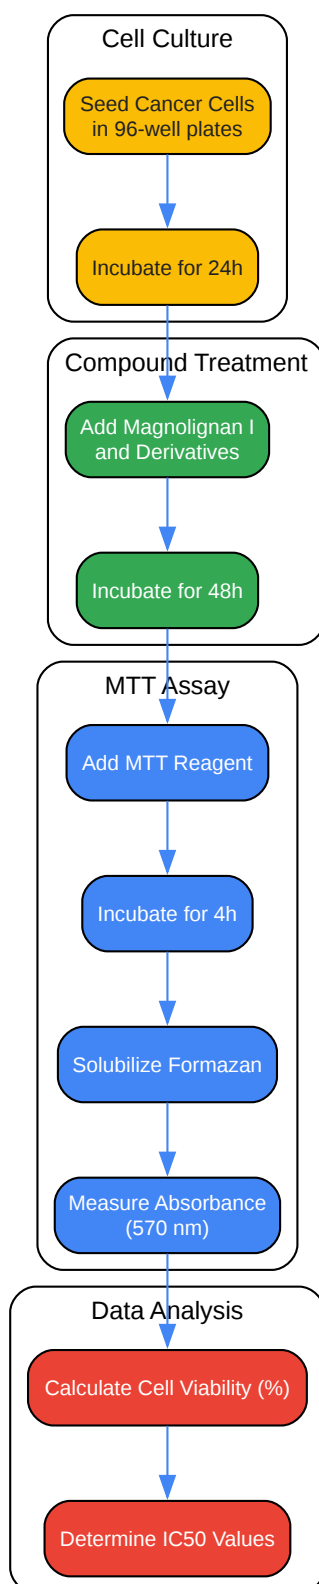 Cell Culture
Seed Cancer Cells
in 96-well plates
Incubate for 24h
Compound Treatment
Add Magnolignan I
and Derivatives
Incubate for 48h
MTT Assay
Add MTT Reagent
Incubate for 4h
Solubilize Formazan
Measure Absorbance
(570 nm)
Data Analysis
Calculate Cell Viability (%)
Determine IC50 Values